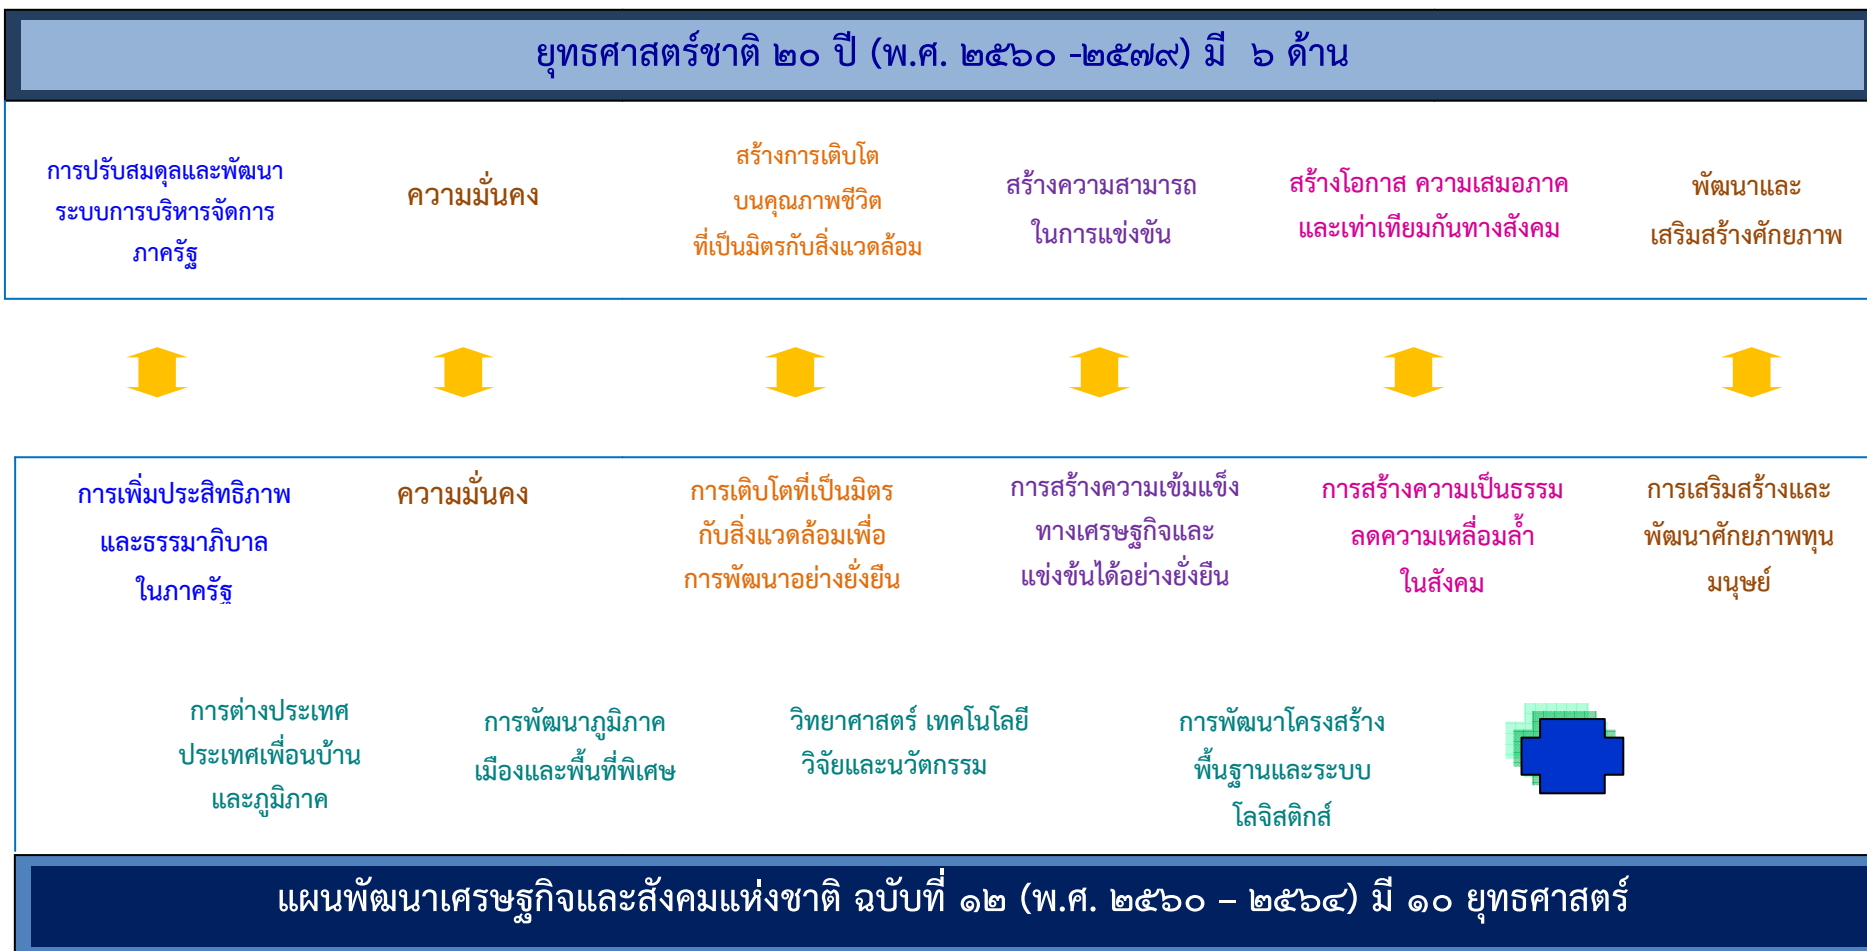 ยุทธศาสตร์ชาติ ๒๐ ปี (พ.ศ. ๒๕๖๐ -๒๕๗๙) มี ๖ ด้าน
การปรับสมดุลและพัฒนา
ระบบการบริหารจัดการ
ภาครัฐ
ความมั่นคง
สร้างการเติบโต
บนคุณภาพชีวิต
ที่เป็นมิตรกับสิ่งแวดล้อม
สร้างความสามารถ
ในการแข่งขัน
สร้างโอกาส ความเสมอภาค
และเท่าเทียมกันทางสังคม
พัฒนาและ
เสริมสร้างศักยภาพ
การเพิ่มประสิทธิภาพ
และธรรมาภิบาล
ในภาครัฐ
ความมั่นคง
การเติบโตที่เป็นมิตร
กับสิ่งแวดล้อมเพื่อ
การพัฒนาอย่างยั่งยืน
การสร้างความเข้มแข็ง
ทางเศรษฐกิจและ
แข่งขันได้อย่างยั่งยืน
การสร้างความเป็นธรรม
ลดความเหลื่อมล้ำ
ในสังคม
การเสริมสร้างและ
พัฒนาศักยภาพทุน
มนุษย์
การต่างประเทศ
ประเทศเพื่อนบ้าน
และภูมิภาค
การพัฒนาภูมิภาค
เมืองและพื้นที่พิเศษ
วิทยาศาสตร์ เทคโนโลยี
วิจัยและนวัตกรรม
การพัฒนาโครงสร้าง
พื้นฐานและระบบ
โลจิสติกส์
แผนพัฒนาเศรษฐกิจและสังคมแห่งชาติ ฉบับที่ ๑๒ (พ.ศ. ๒๕๖๐ – ๒๕๖๔) มี ๑๐ ยุทธศาสตร์